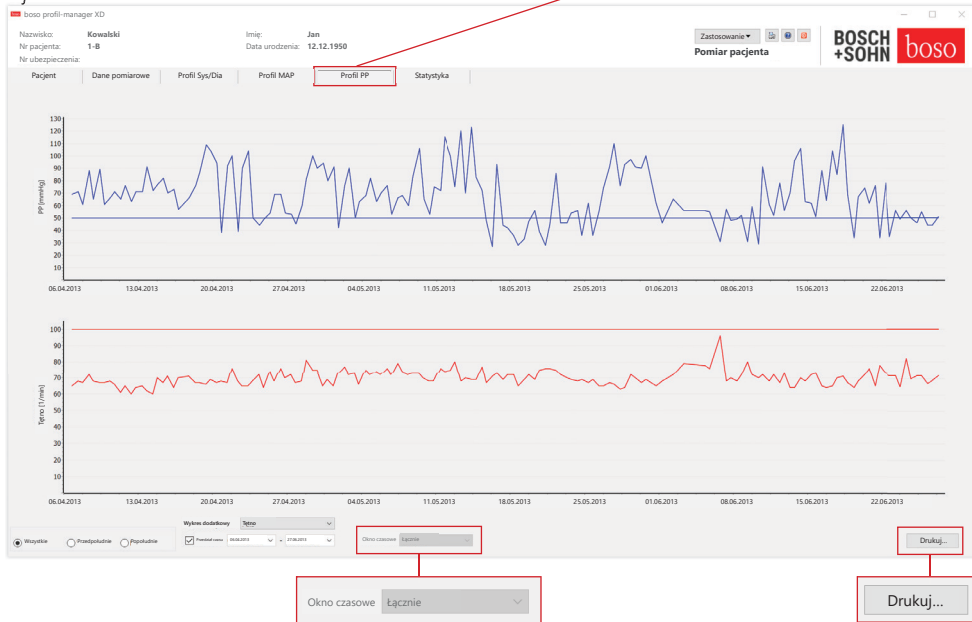 boso profil-manager XD
Nazwisko: Kowalski
Imię: Jan
Nr pacjenta: 1-B
Data urodzenia: 12.12.1950
Nr ubezpieczenia:
Zastosowanie
Pomiar pacjenta
BOSCH
+SOHN
boso
Pacjent Dane pomiarowe Profil Sys/Dia Profil MAP Profil PP Statystyka
PP [mmHg]
130
120
110
100
90
80
70
60
50
40
30
20
10
06.04.2013 13.04.2013 20.04.2013 27.04.2013 04.05.2013 11.05.2013 18.05.2013 25.05.2013 01.06.2013 08.06.2013 15.06.2013 22.06.2013
Tętno [1/min]
100
90
80
70
60
50
40
30
20
10
06.04.2013 13.04.2013 20.04.2013 27.04.2013 04.05.2013 11.05.2013 18.05.2013 25.05.2013 01.06.2013 08.06.2013 15.06.2013 22.06.2013
Wykres dodatkowy Tętno
Wszystkie Przedpołudnie Popołudnie
Przedział czasu - 27.06.2013
Okno czasowe Łącznie
Drukuj...
Okno czasowe Łącznie
Drukuj...